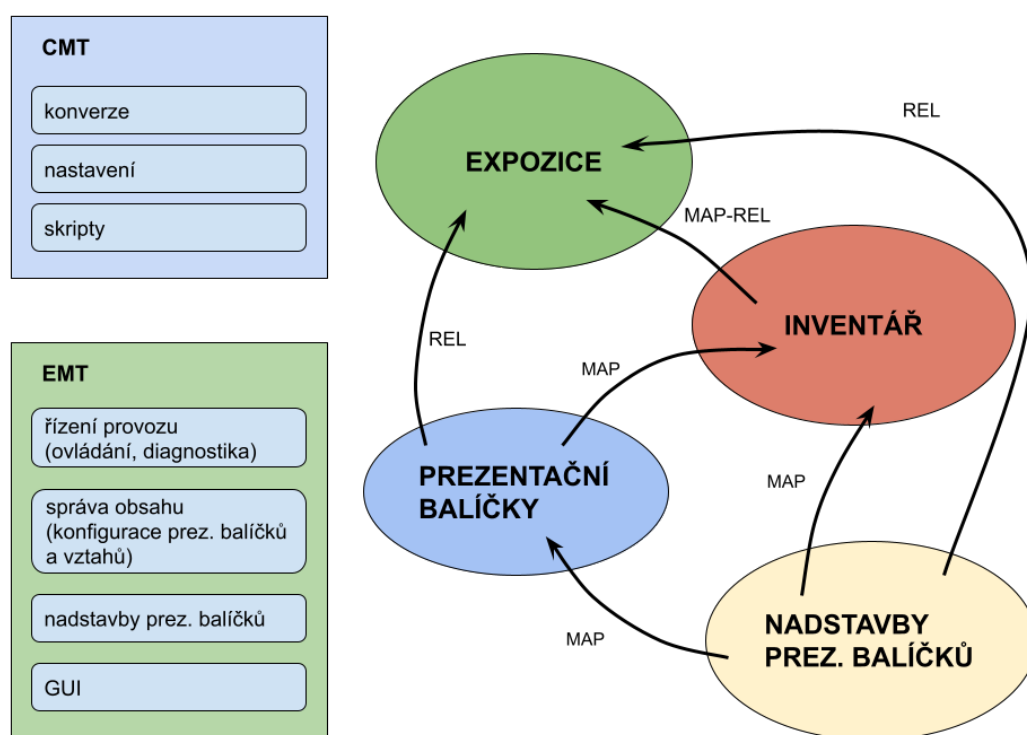 CMT
konverze
nastavení
skripty
EMT
řízení provozu
(ovládání, diagnostika)
správa obsahu
(konfigurace prez. balíčků
a vztahů)
nadstavby prez. balíčků
GUI
REL
EXPOZICE
MAP-REL
INVENTÁŘ
REL
MAP
PREZENTAČNÍ
BALÍČKY
MAP
MAP
NADSTAVBY
PREZ. BALÍČKŮ